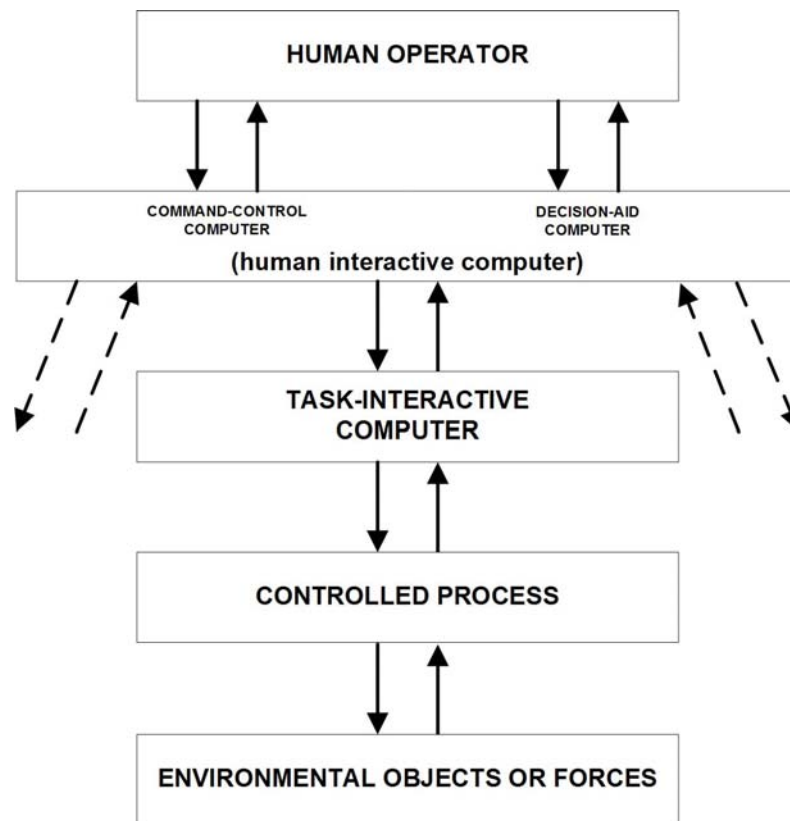 HUMAN OPERATOR
COMMAND-CONTROL
COMPUTER
DECISION-AID
COMPUTER
(human interactive computer)
TASK-INTERACTIVE
COMPUTER
CONTROLLED PROCESS
ENVIRONMENTAL OBJECTS OR FORCES